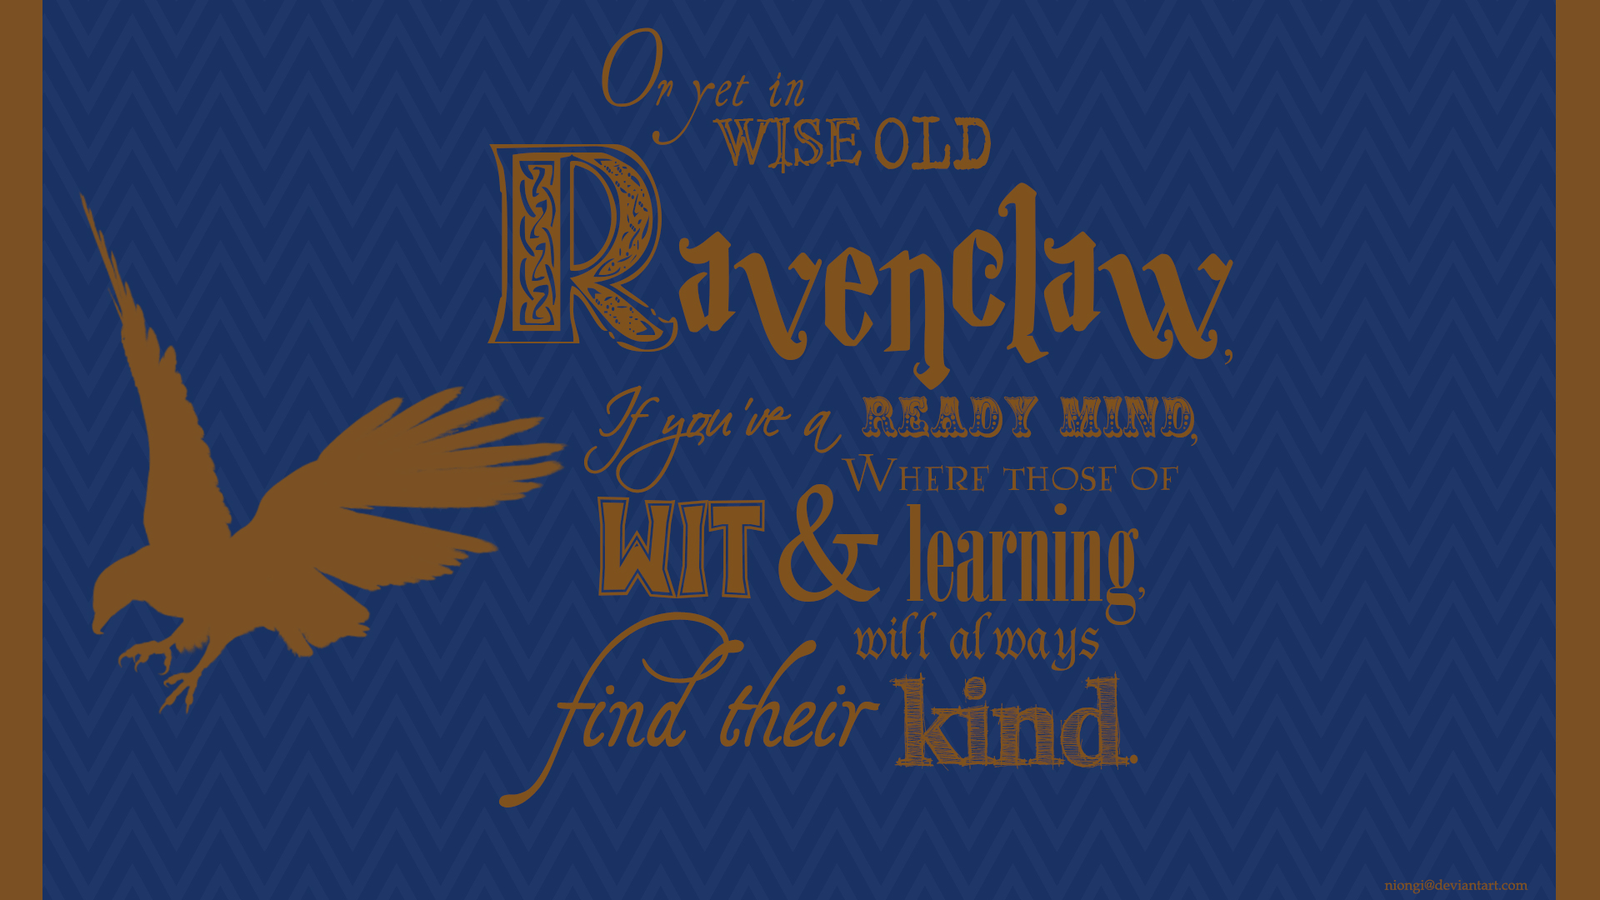 Or yet in
WISE OLD
Ravenclaw,
If you've a READY MIND,
WHERE THOSE OF
WIT & learning,
will always
find their kind.
niongi@deviantart.com